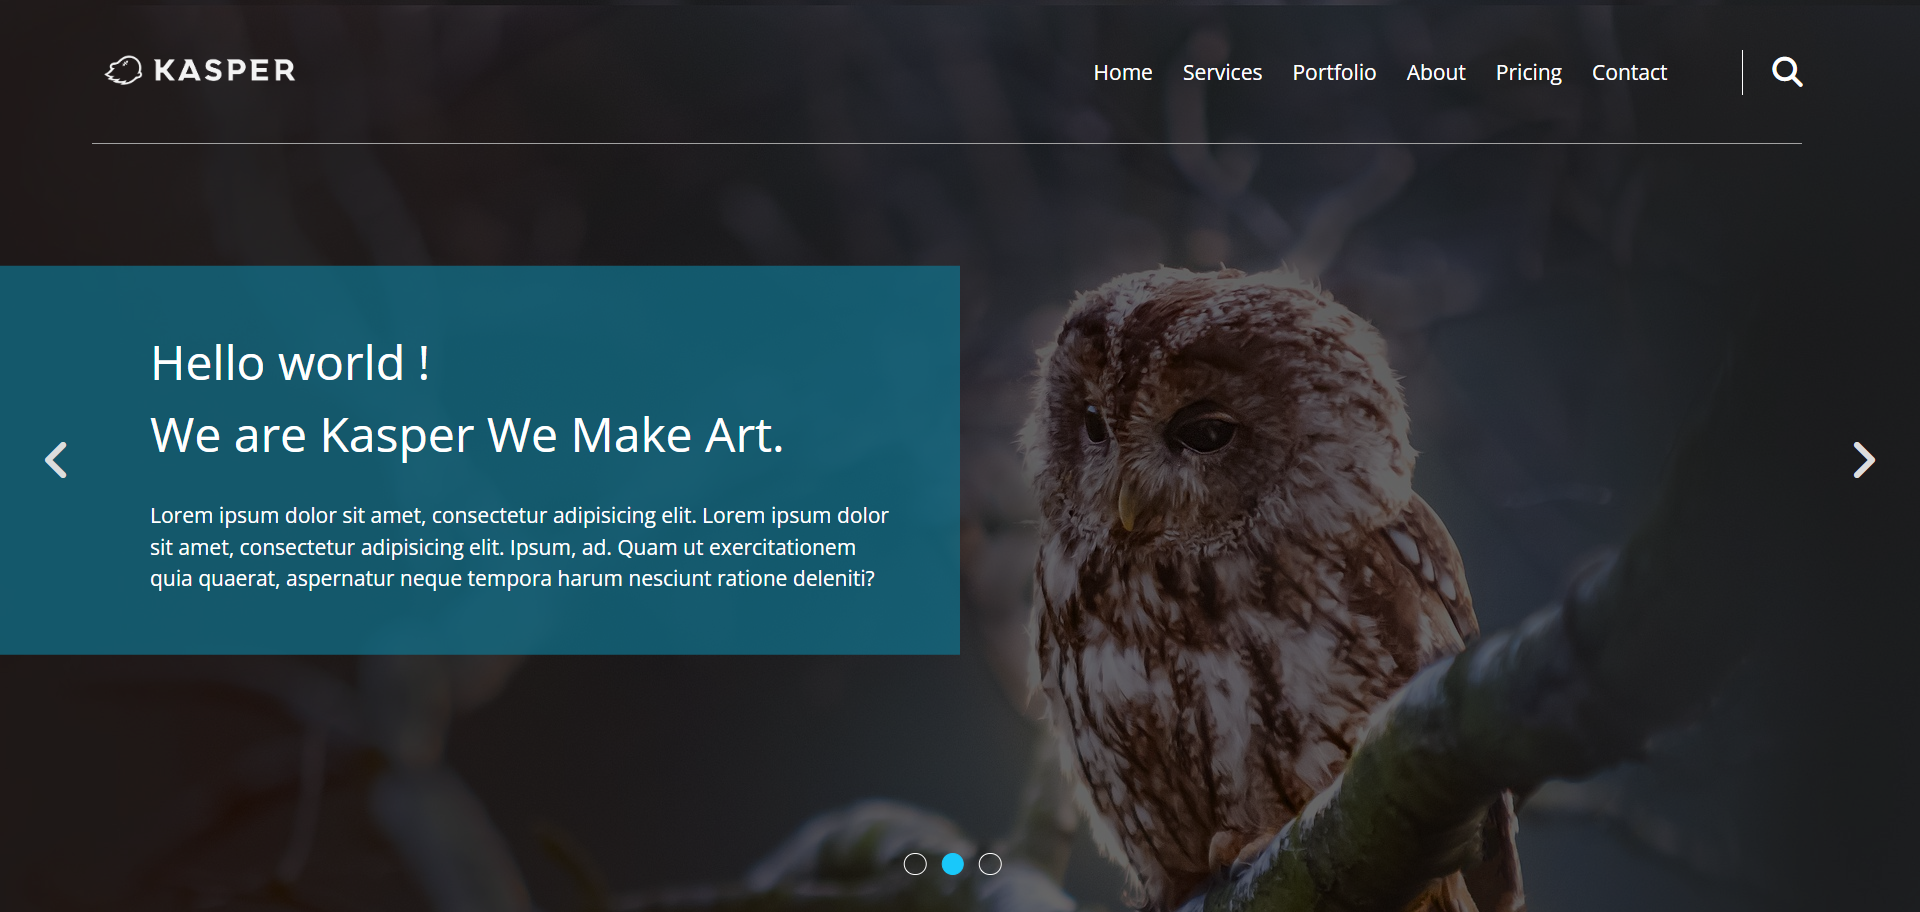 KASPER
Home Services Portfolio About Pricing Contact
Hello world !
We are Kasper We Make Art.
Lorem ipsum dolor sit amet, consectetur adipisicing elit. Lorem ipsum dolor
sit amet, consectetur adipisicing elit. Ipsum, ad. Quam ut exercitationem
quia quaerat, aspernatur neque tempora harum nesciunt ratione deleniti?